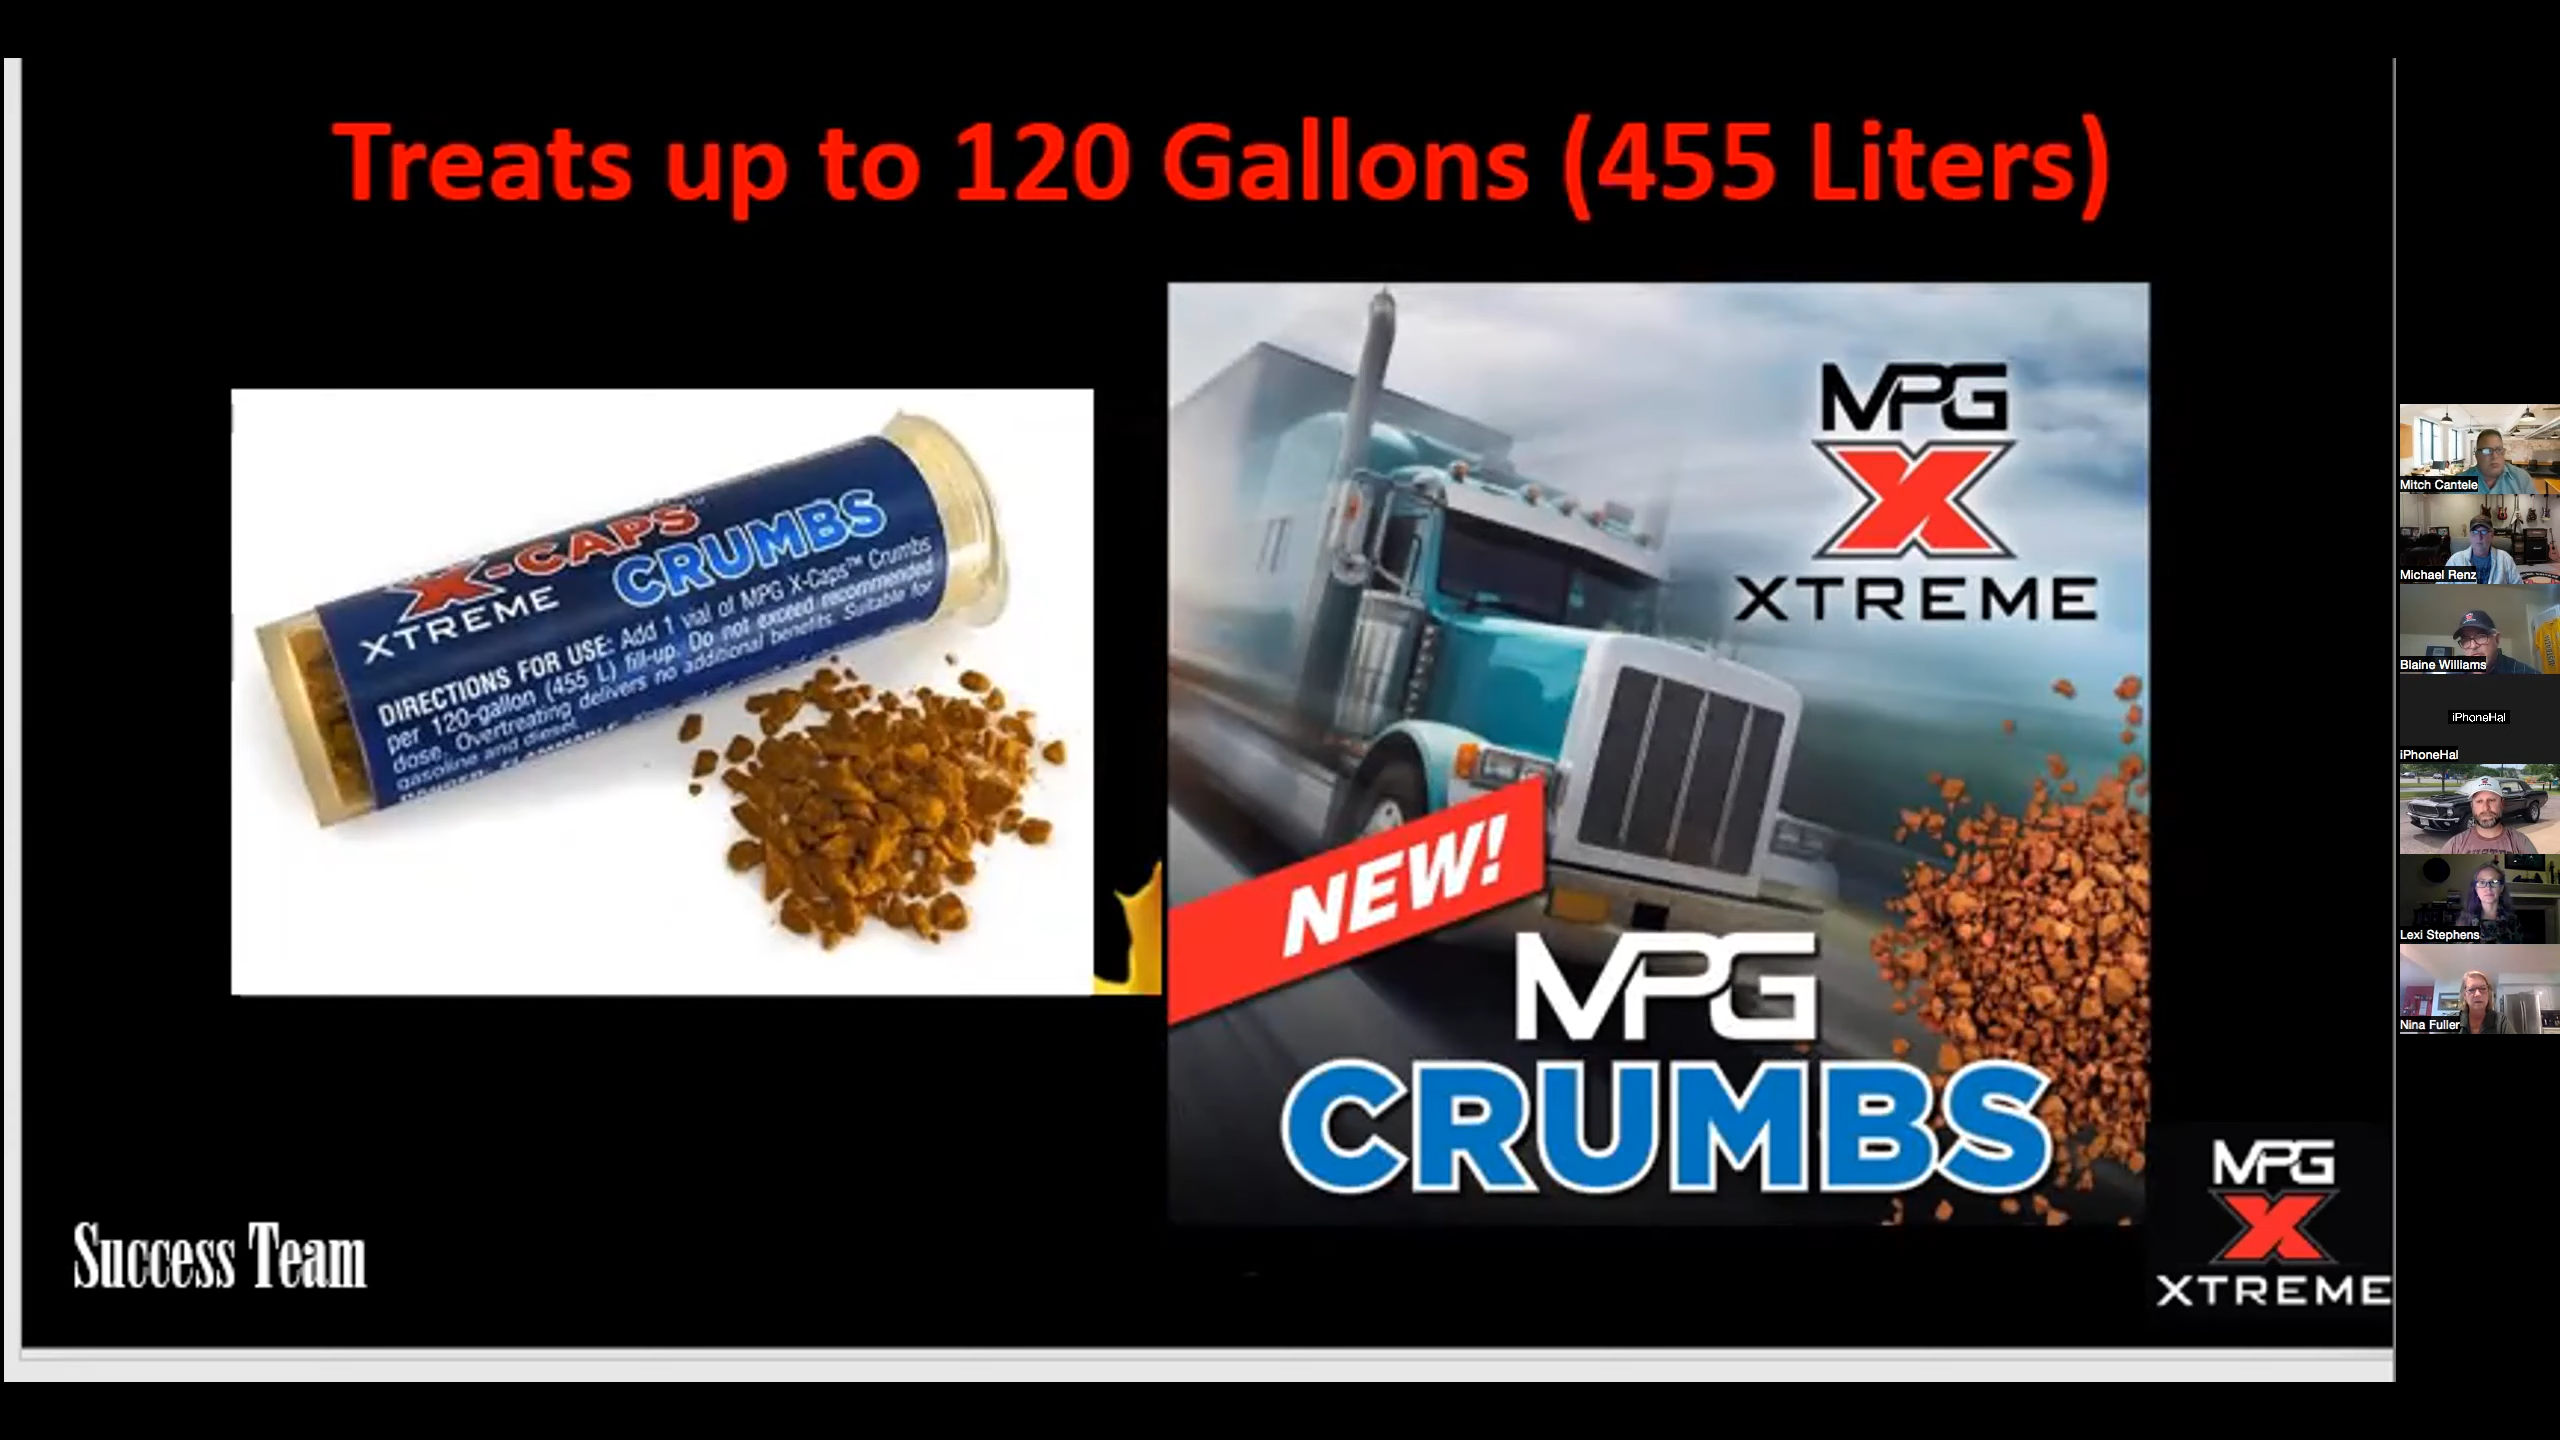 Treats up to 120 Gallons (455 Liters)
X-CAPS
XTREME CRUMBS
DIRECTIONS FOR USE: Add 1 vial of MPG X-Caps™ Crumbs
per 120-gallon (455 L) fill-up. Do not exceed recommended
dose. Overtreating delivers no additional benefits. Suitable for
gasoline and diesel.
MPG
X
XTREME
NEW!
MPG
CRUMBS
Success Team
MPG
X
XTREME
Mitch Cantele
Michael Renz
Blaine Williams
iPhoneHal
iPhoneHal
Lexi Stephens
Nina Fuller